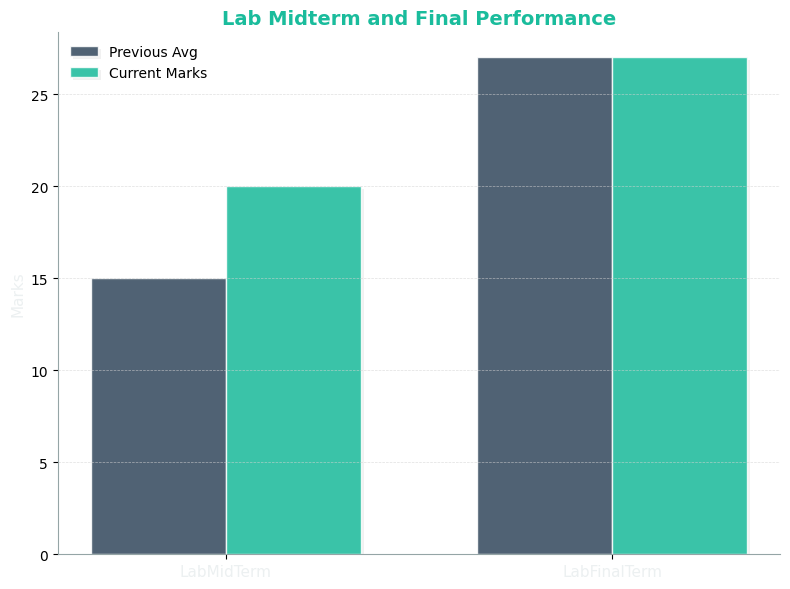 Lab Midterm and Final Performance
Previous Avg
Current Marks
Marks
25
20
15
10
5
0
LabMidTerm
LabFinalTerm